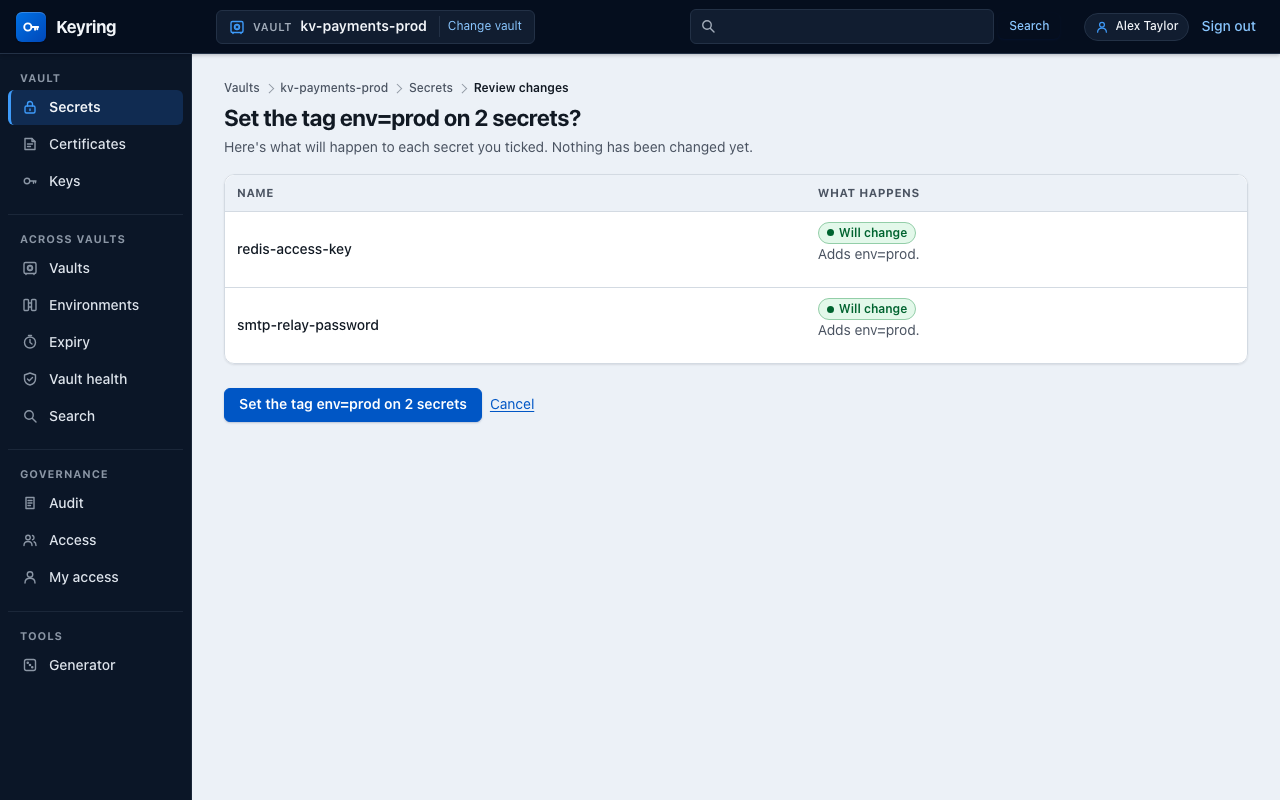 Keyring
VAULT kv-payments-prod Change vault
Search
Alex Taylor
Sign out
VAULT
Secrets
Certificates
Keys
ACROSS VAULTS
Vaults
Environments
Expiry
Vault health
Search
GOVERNANCE
Audit
Access
My access
TOOLS
Generator
Vaults kv-payments-prod Secrets Review changes
Set the tag env=prod on 2 secrets?
Here's what will happen to each secret you ticked. Nothing has been changed yet.
NAME WHAT HAPPENS
redis-access-key Will change
Adds env=prod.
smtp-relay-password Will change
Adds env=prod.
Set the tag env=prod on 2 secrets Cancel